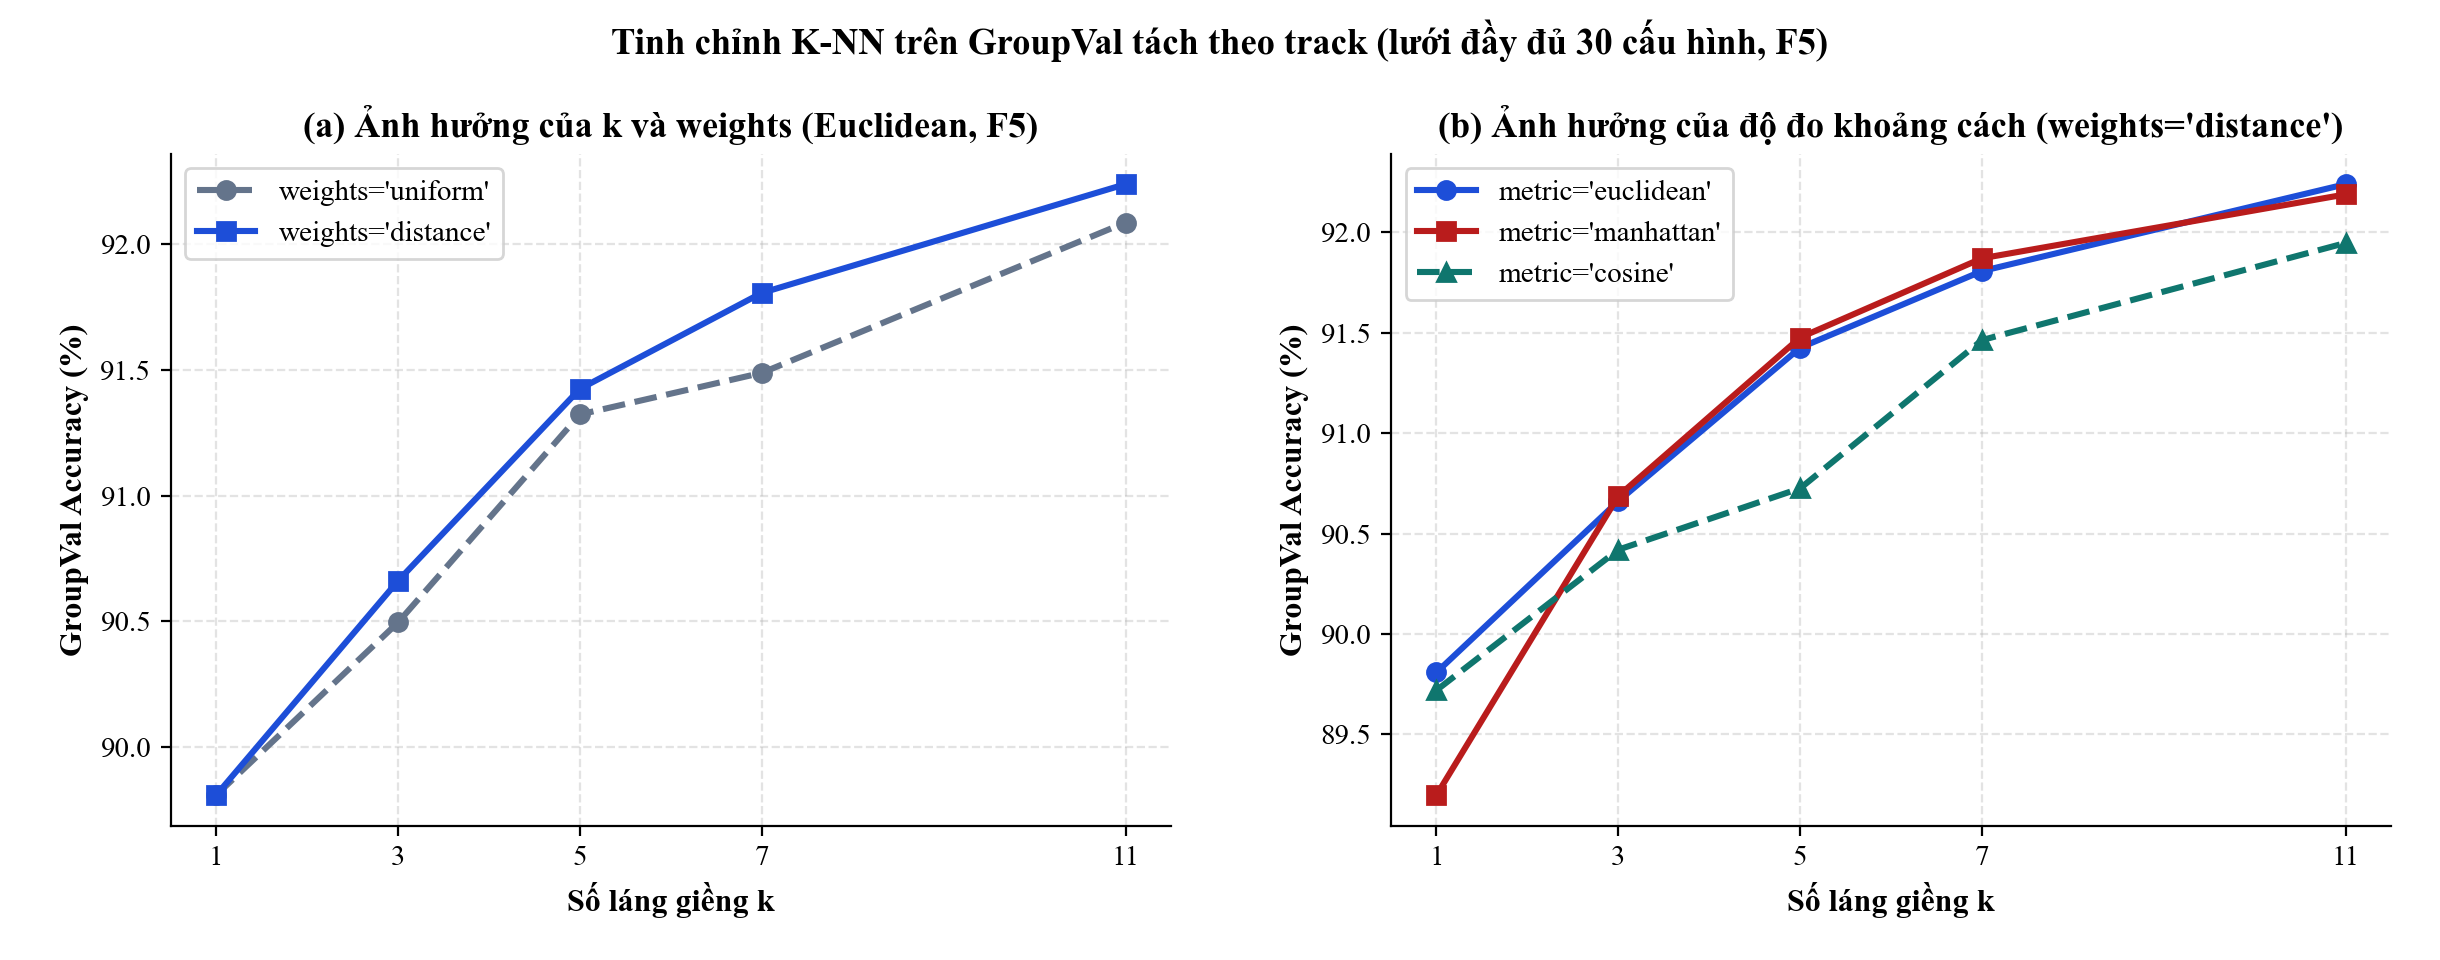 Tinh chỉnh K-NN trên GroupVal tách theo track (lưới đầy đủ 30 cấu hình, F5)
(a) Ảnh hưởng của k và weights (Euclidean, F5)
weights='uniform'
weights='distance'
GroupVal Accuracy (%)
92.0
91.5
91.0
90.5
90.0
1 3 5 7 11
Số láng giềng k
(b) Ảnh hưởng của độ đo khoảng cách (weights='distance')
metric='euclidean'
metric='manhattan'
metric='cosine'
GroupVal Accuracy (%)
92.0
91.5
91.0
90.5
90.0
89.5
1 3 5 7 11
Số láng giềng k